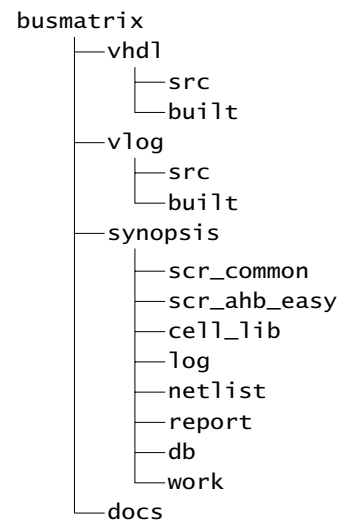 busmatrix
vhdl
src
built
vlog
src
built
synopsis
scr_common
scr_ahb_easy
cell_lib
log
netlist
report
db
work
docs